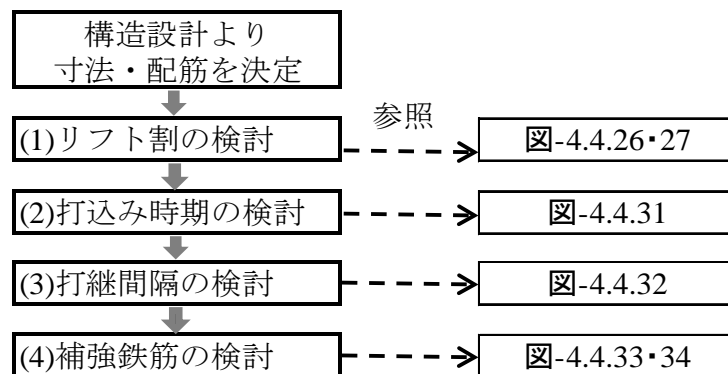 構造設計より
寸法・配筋を決定
参照
(1)リフト割の検討
図-4.4.26･27
(2)打込み時期の検討
図-4.4.31
(3)打継間隔の検討
図-4.4.32
(4)補強鉄筋の検討
図-4.4.33･34